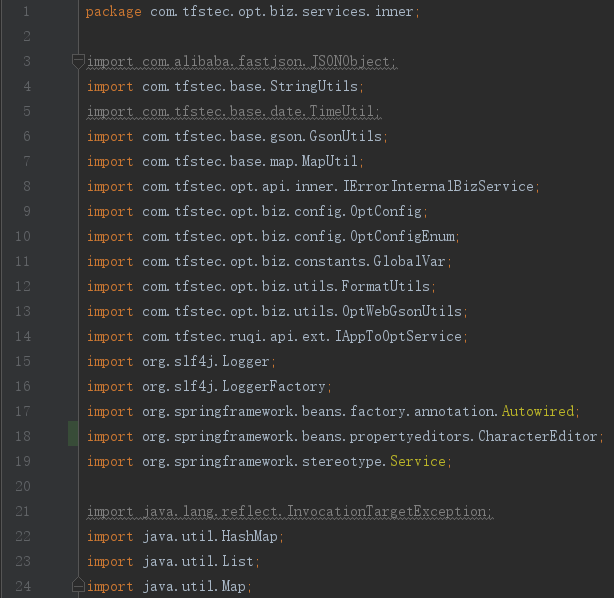 1 package com.tfstec.opt.biz.services.inner;
2
3 import com.alibaba.fastjson.JSONObject;
4 import com.tfstec.base.StringUtils;
5 import com.tfstec.base.date.TimeUtil;
6 import com.tfstec.base.gson.GsonUtils;
7 import com.tfstec.base.map.MapUtil;
8 import com.tfstec.opt.api.inner.IErrorInternalBizService;
9 import com.tfstec.opt.biz.config.OptConfig;
10 import com.tfstec.opt.biz.config.OptConfigEnum;
11 import com.tfstec.opt.biz.constants.GlobalVar;
12 import com.tfstec.opt.biz.utils.FormatUtils;
13 import com.tfstec.opt.biz.utils.OptWebGsonUtils;
14 import com.tfstec.ruqi.api.ext.IAppToOptService;
15 import org.slf4j.Logger;
16 import org.slf4j.LoggerFactory;
17 import org.springframework.beans.factory.annotation.Autowired;
18 import org.springframework.beans.propertyeditors.CharacterEditor;
19 import org.springframework.stereotype.Service;
20
21 import java.lang.reflect.InvocationTargetException;
22 import java.util.HashMap;
23 import java.util.List;
24 import java.util.Map;